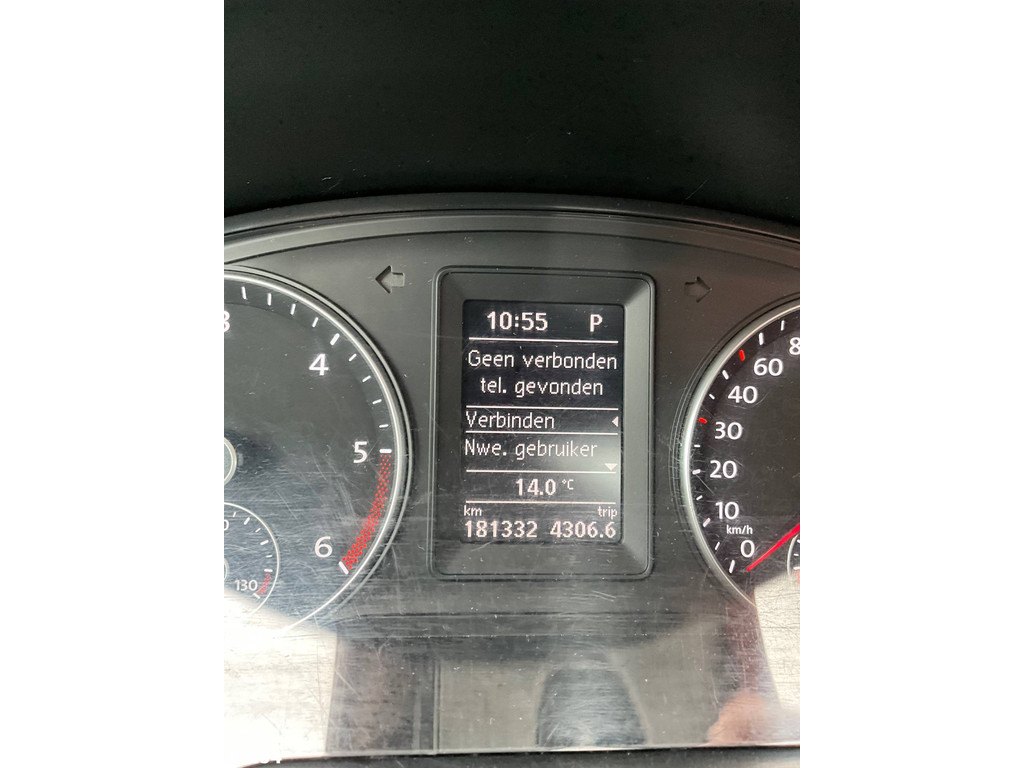 10:55 P
Geen verbonden
tel. gevonden
Verbinden
Nwe. gebruiker
14.0 °C
km trip
181332 4306.6
4
5
6
130
80
60
40
30
20
10
km/h
0